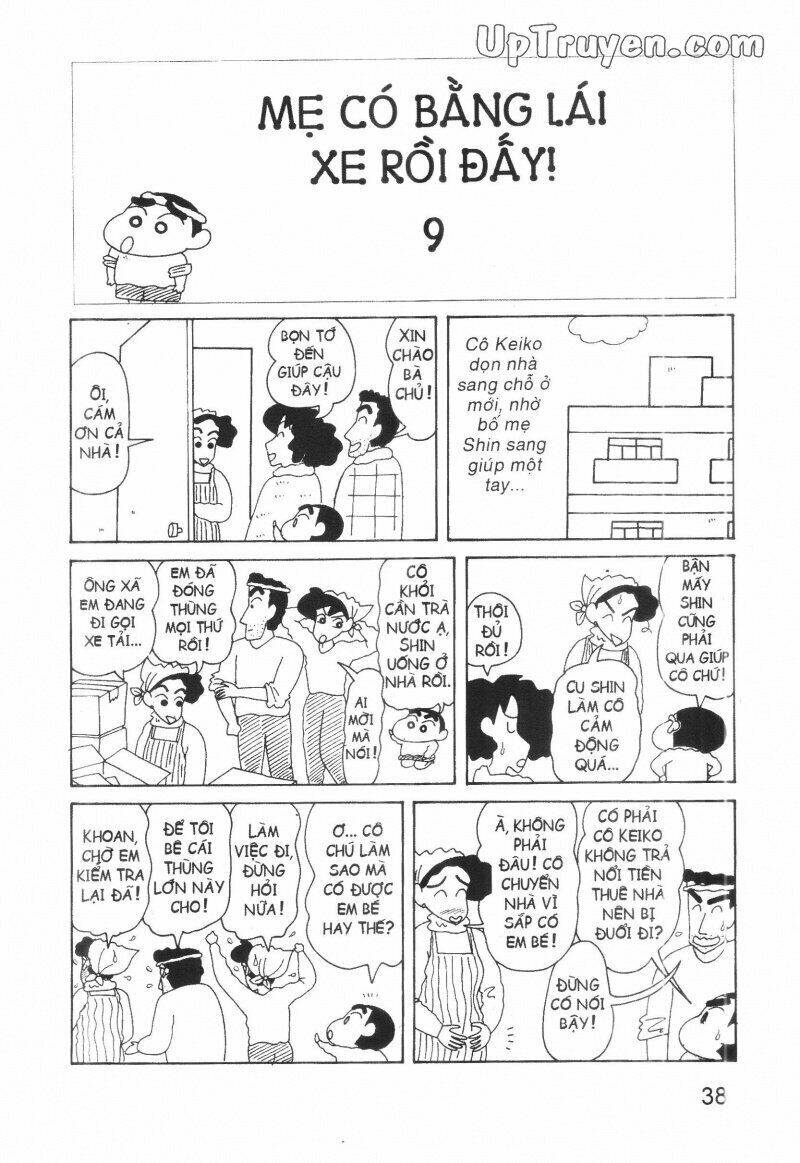 UpTruyen.com
MẸ CÓ BẰNG LÁI
XE RỒI ĐẤY!
9
Cô Keiko
dọn nhà
sang chỗ ở
mới, nhờ
bố mẹ
Shin sang
giúp một
tay...
XIN
CHÀO
BÀ
CHỦ!
BỌN TỚ
ĐẾN
GIÚP CẬU
ĐÂY!
ÔI,
CÁM
ƠN CẢ
NHÀ!
BẬN
MẤY
SHIN
CŨNG
PHẢI
QUA GIÚP
CÔ CHỨ!
CU SHIN
LÀM CÔ
CẢM
ĐỘNG
QUÁ...
THÔI
ĐỦ
RỒI!
CÔ
KHỎI
CẦN TRÀ
NƯỚC Ạ,
SHIN
UỐNG Ở
NHÀ RỒI.
AI
MỚI
MÀ
NÓI!
EM ĐÃ
ĐÓNG
THÙNG
MỌI THỨ
RỒI!
ÔNG XÃ
EM ĐANG
ĐI GỌI
XE TẢI...
CÓ PHẢI
CÔ KEIKO
KHÔNG TRẢ
NỔI TIỀN
THUÊ NHÀ
NÊN BỊ
ĐUỔI ĐI?
ĐỪNG
CÓ NÓI
BẬY!
À, KHÔNG
PHẢI
ĐÂU! CÔ
CHUYỂN
NHÀ VÌ
SẮP CÓ
EM BÉ!
Ơ... CÔ
CHÚ LÀM
SAO MÀ
CÓ ĐƯỢC
EM BÉ
HAY THẾ?
LÀM
VIỆC ĐI,
ĐỪNG
HỎI
NỮA!
ĐỂ TÔI
BÊ CÁI
THÙNG
LỚN NÀY
CHO!
KHOAN,
CHỜ EM
KIỂM TRA
LẠI ĐÃ!
38